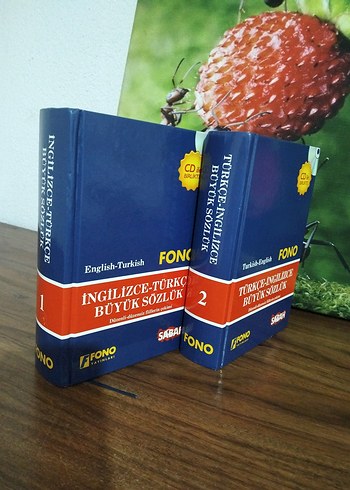 İNGİLİZCE-TÜRKÇE
BÜYÜK SÖZLÜK
1
FONO
CD
English-Turkish
FONO
İNGİLİZCE-TÜRKÇE
BÜYÜK SÖZLÜK
SABAH
FONO
YAYINLARI
TÜRKÇE-İNGİLİZCE
BÜYÜK SÖZLÜK
2
FONO
CD
Turkish-English
FONO
TÜRKÇE-İNGİLİZCE
BÜYÜK SÖZLÜK
SABAH
FONO